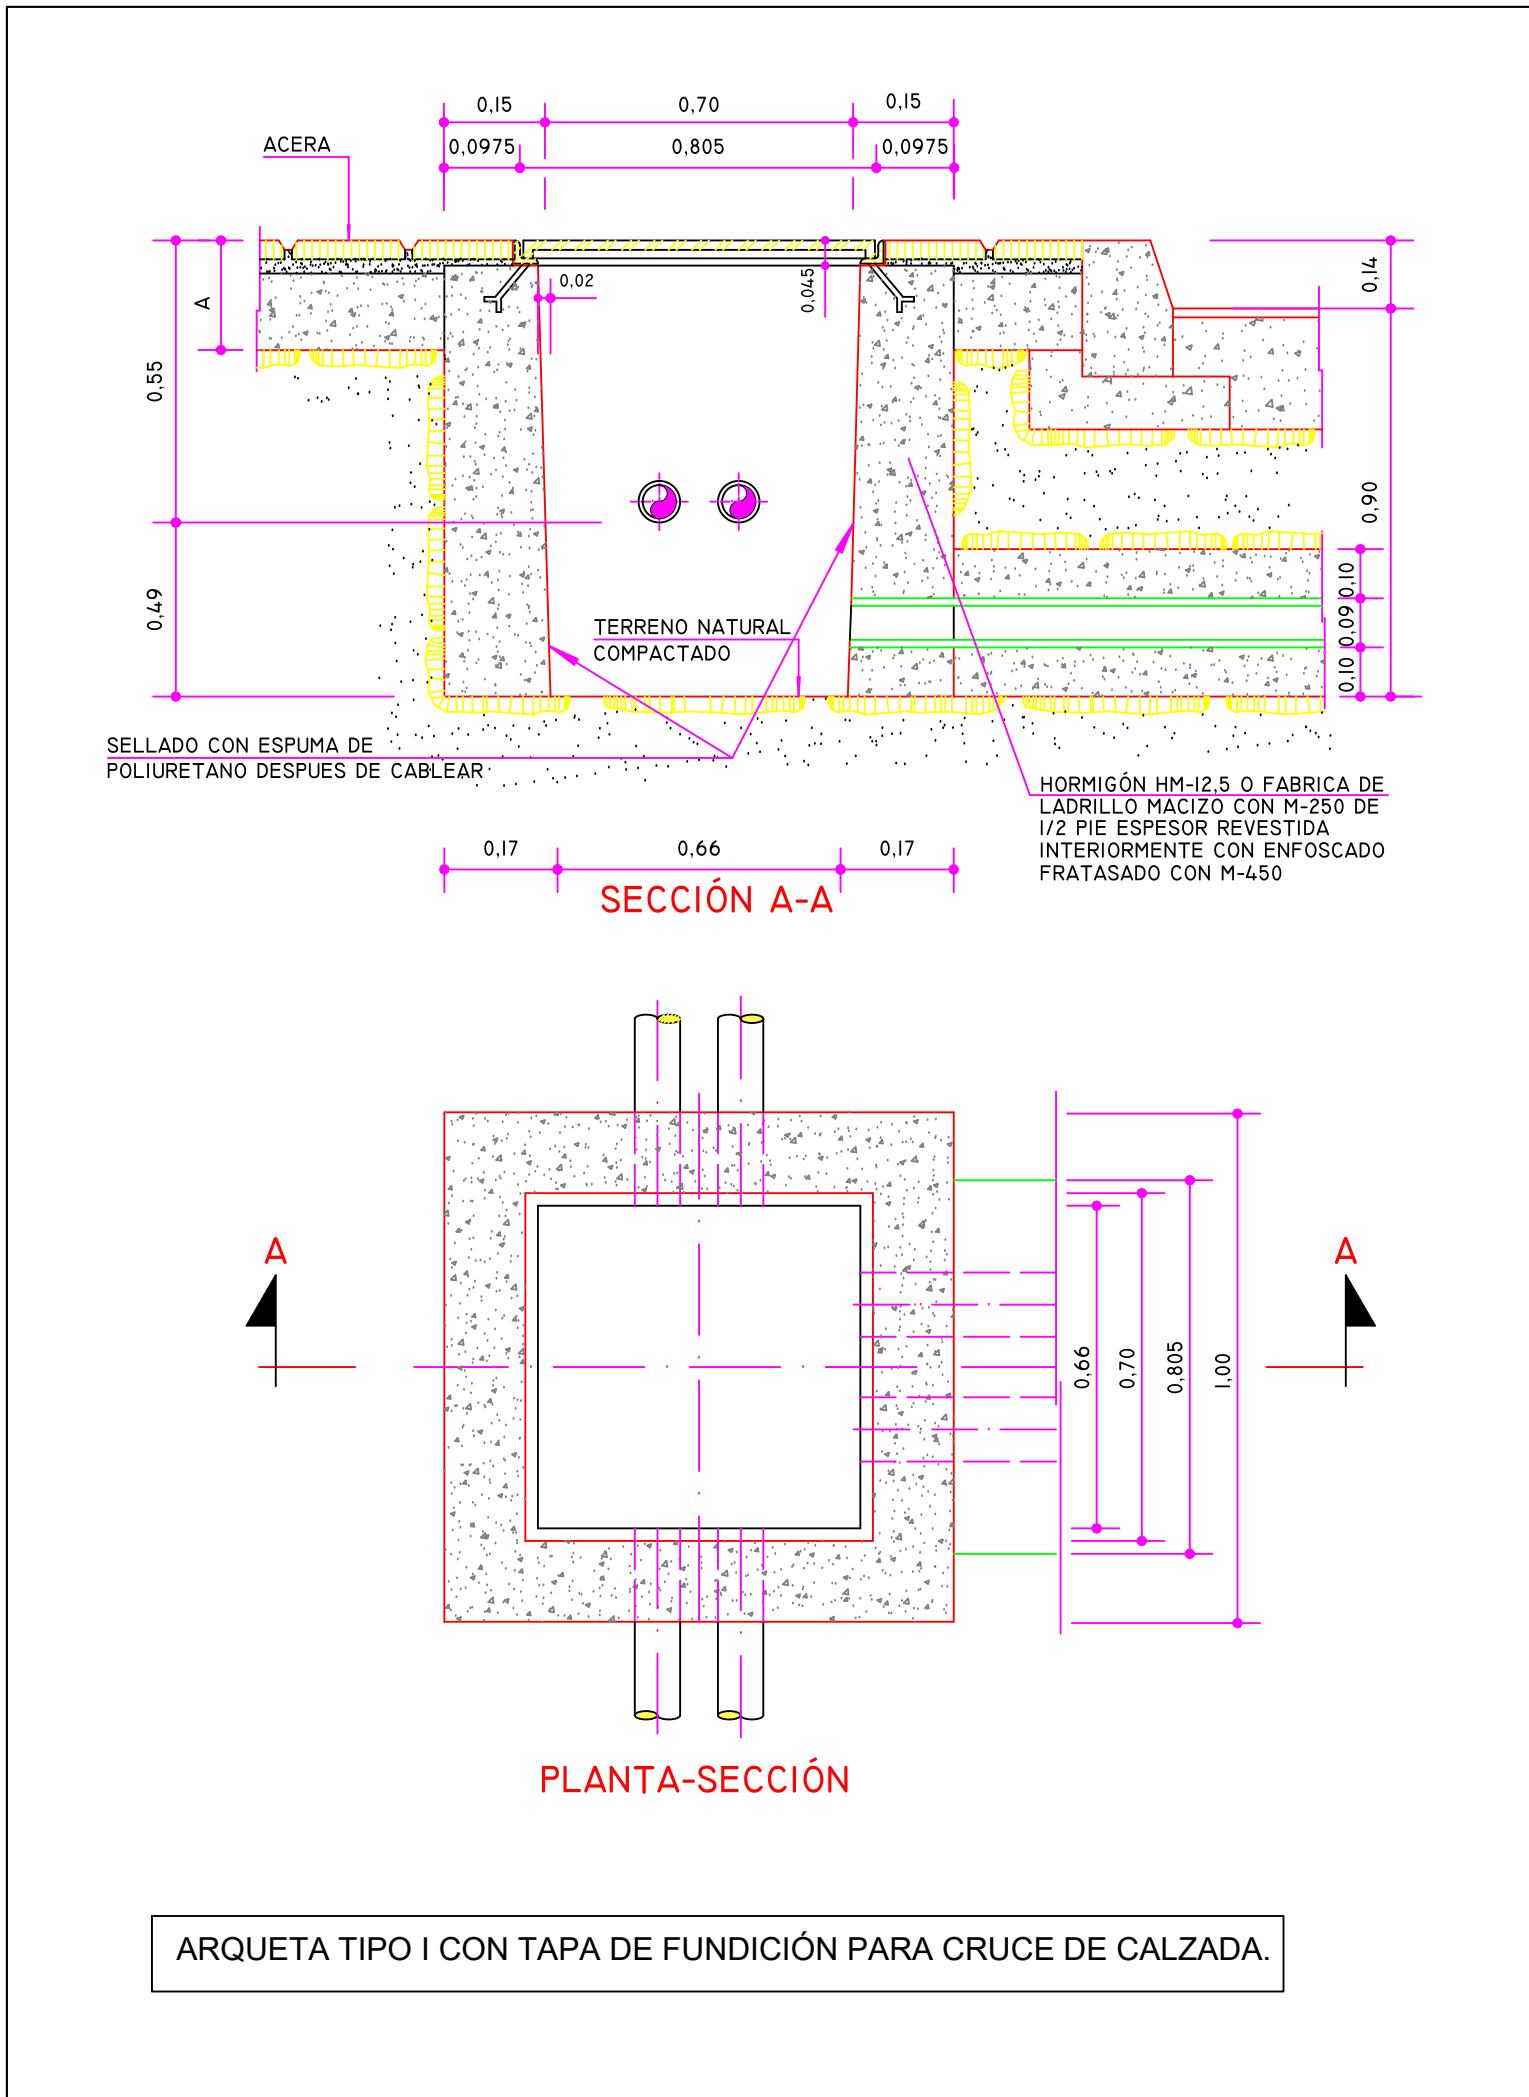 0,15 0,70 0,15
0,0975 0,805 0,0975
ACERA
A
0,02
0,045
0,14
0,55
0,90
0,49
0,10
0,09
0,10
TERRENO NATURAL
COMPACTADO
SELLADO CON ESPUMA DE
POLIURETANO DESPUES DE CABLEAR
HORMIGÓN HM-12,5 O FABRICA DE
LADRILLO MACIZO CON M-250 DE
1/2 PIE ESPESOR REVESTIDA
INTERIORMENTE CON ENFOSCADO
FRATASADO CON M-450
0,17 0,66 0,17
SECCIÓN A-A
A A
0,66
0,70
0,805
1,00
PLANTA-SECCIÓN
ARQUETA TIPO I CON TAPA DE FUNDICIÓN PARA CRUCE DE CALZADA.